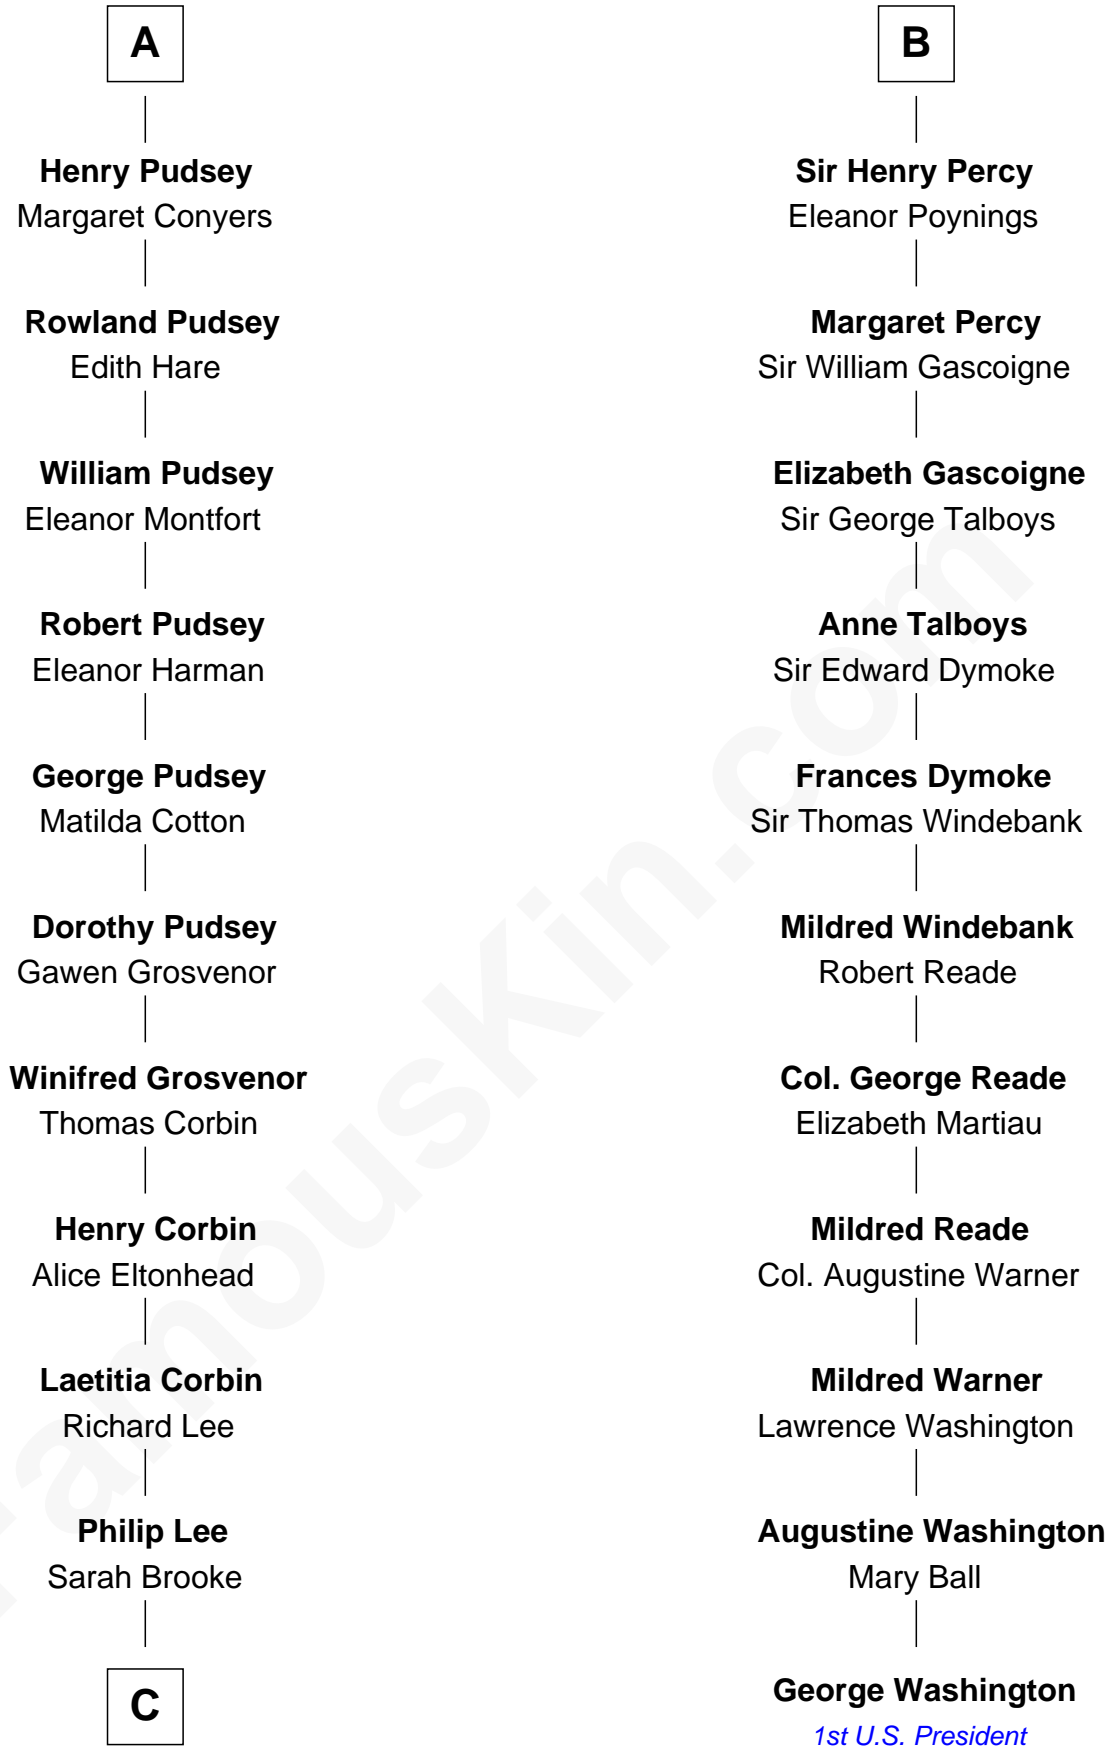 A
Henry Pudsey
Margaret Conyers
Rowland Pudsey
Edith Hare
William Pudsey
Eleanor Montfort
Robert Pudsey
Eleanor Harman
George Pudsey
Matilda Cotton
Dorothy Pudsey
Gawen Grosvenor
Winifred Grosvenor
Thomas Corbin
Henry Corbin
Alice Eltonhead
Laetitia Corbin
Richard Lee
Philip Lee
Sarah Brooke
C
B
Sir Henry Percy
Eleanor Poynings
Margaret Percy
Sir William Gascoigne
Elizabeth Gascoigne
Sir George Talboys
Anne Talboys
Sir Edward Dymoke
Frances Dymoke
Sir Thomas Windebank
Mildred Windebank
Robert Reade
Col. George Reade
Elizabeth Martiau
Mildred Reade
Col. Augustine Warner
Mildred Warner
Lawrence Washington
Augustine Washington
Mary Ball
George Washington
1st U.S. President
FamousKin.com